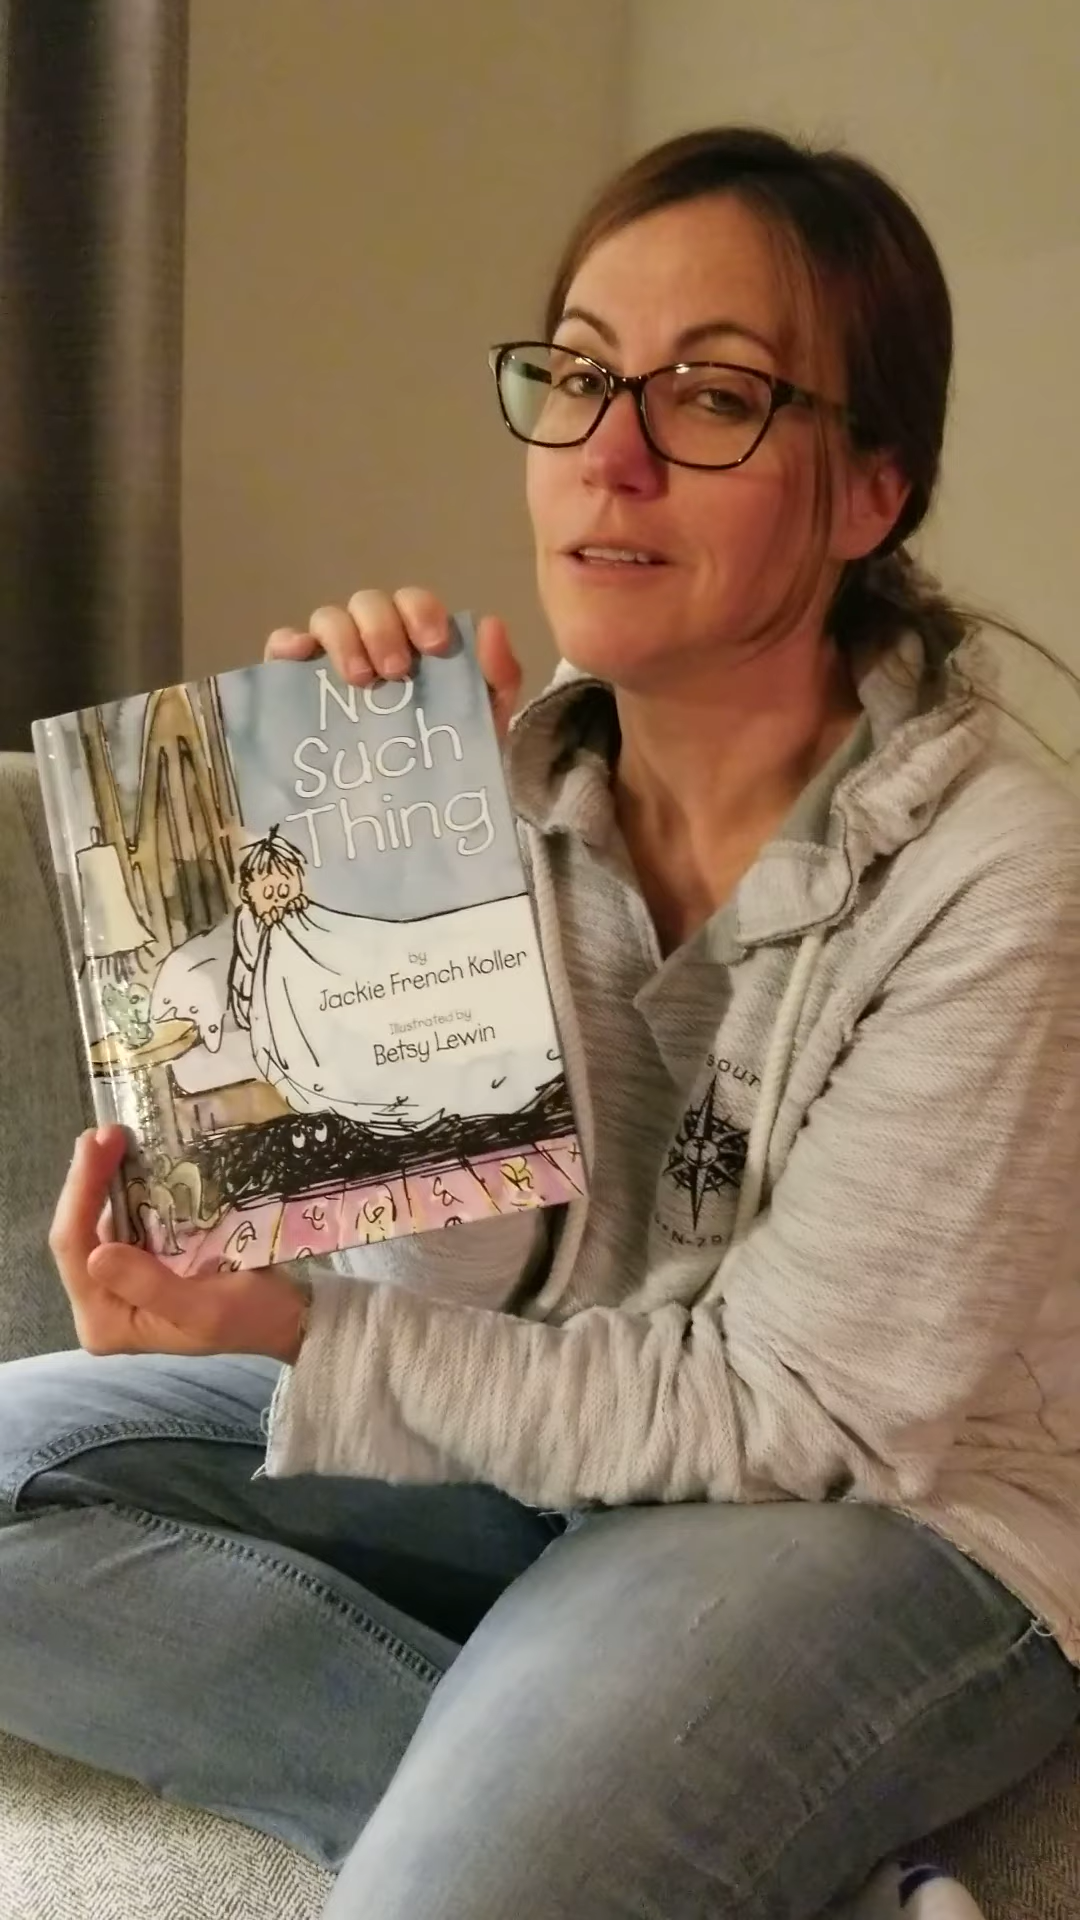 No
Such
Thing
by
Jackie French Koller
Illustrated by
Betsy Lewin